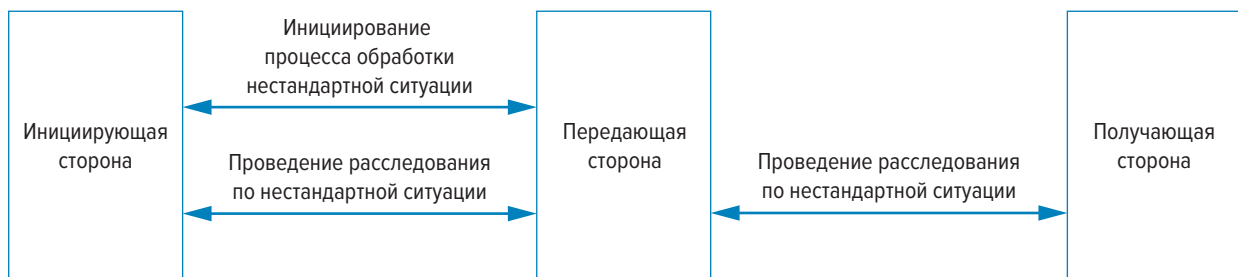 Инициирование
процесса обработки
нестандартной ситуации
Инициирующая
сторона
Передающая
сторона
Получающая
сторона
Проведение расследования
по нестандартной ситуации
Проведение расследования
по нестандартной ситуации